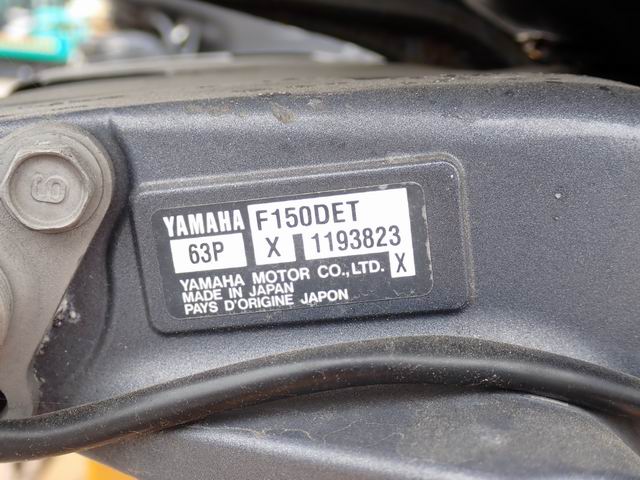 YAMAHA F150DET
63P X 1193823
YAMAHA MOTOR CO.,LTD. X
MADE IN JAPAN
PAYS D'ORIGINE JAPON